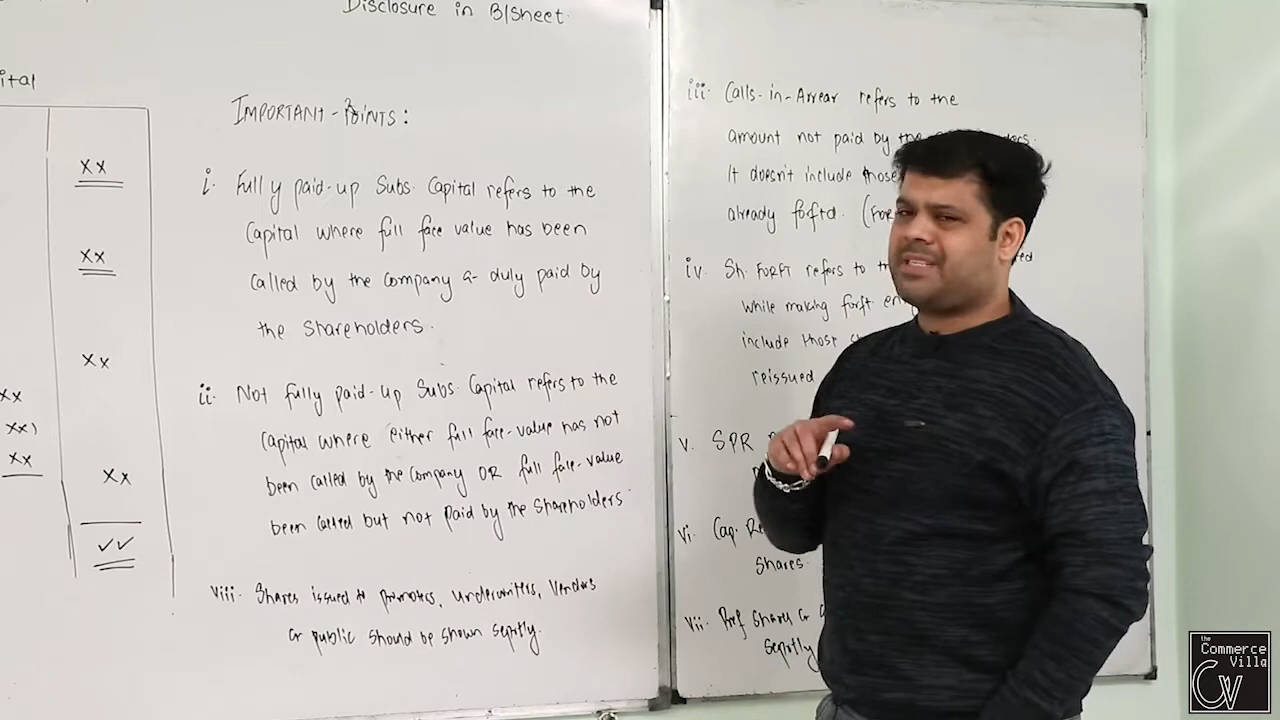 Disclosure in B/Sheet.
ital
XX
XX
XX
XX
XX)
XX
XX
✓✓
IMPORTANT-POINTS:
i. Fully paid-up Subs. Capital refers to the
Capital where full face value has been
called by the company & duly paid by
the shareholders.
ii. Not fully paid-up Subs. Capital refers to the
Capital where either full face-value has not
been called by the company OR full face-value
been called but not paid by the shareholders.
viii. Shares issued to promoters, underwriters, Vendors
& public should be shown seprtly.
iii. Calls-in-Arrear refers to the
amount not paid by the
It doesn't include those
already forftd. (
iv. Sh. FORFT refers to
while making forft.
include those
reissued
v. SPR
vi. Cap.
Shares
vii. Pref Shares &
seprtly
the
Commerce
Villa
CV